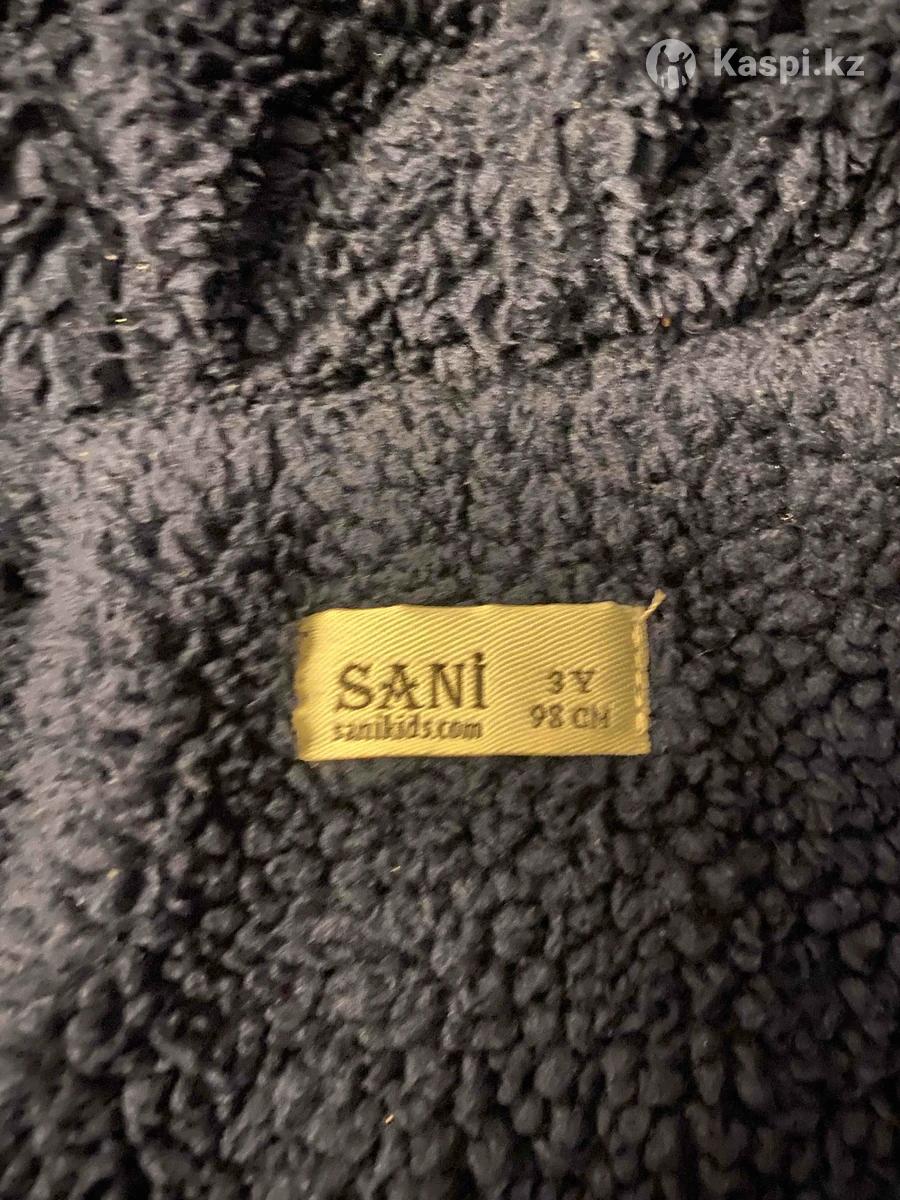 Kaspi.kz
SANİ
sanikids.com
3 Y
98 CM